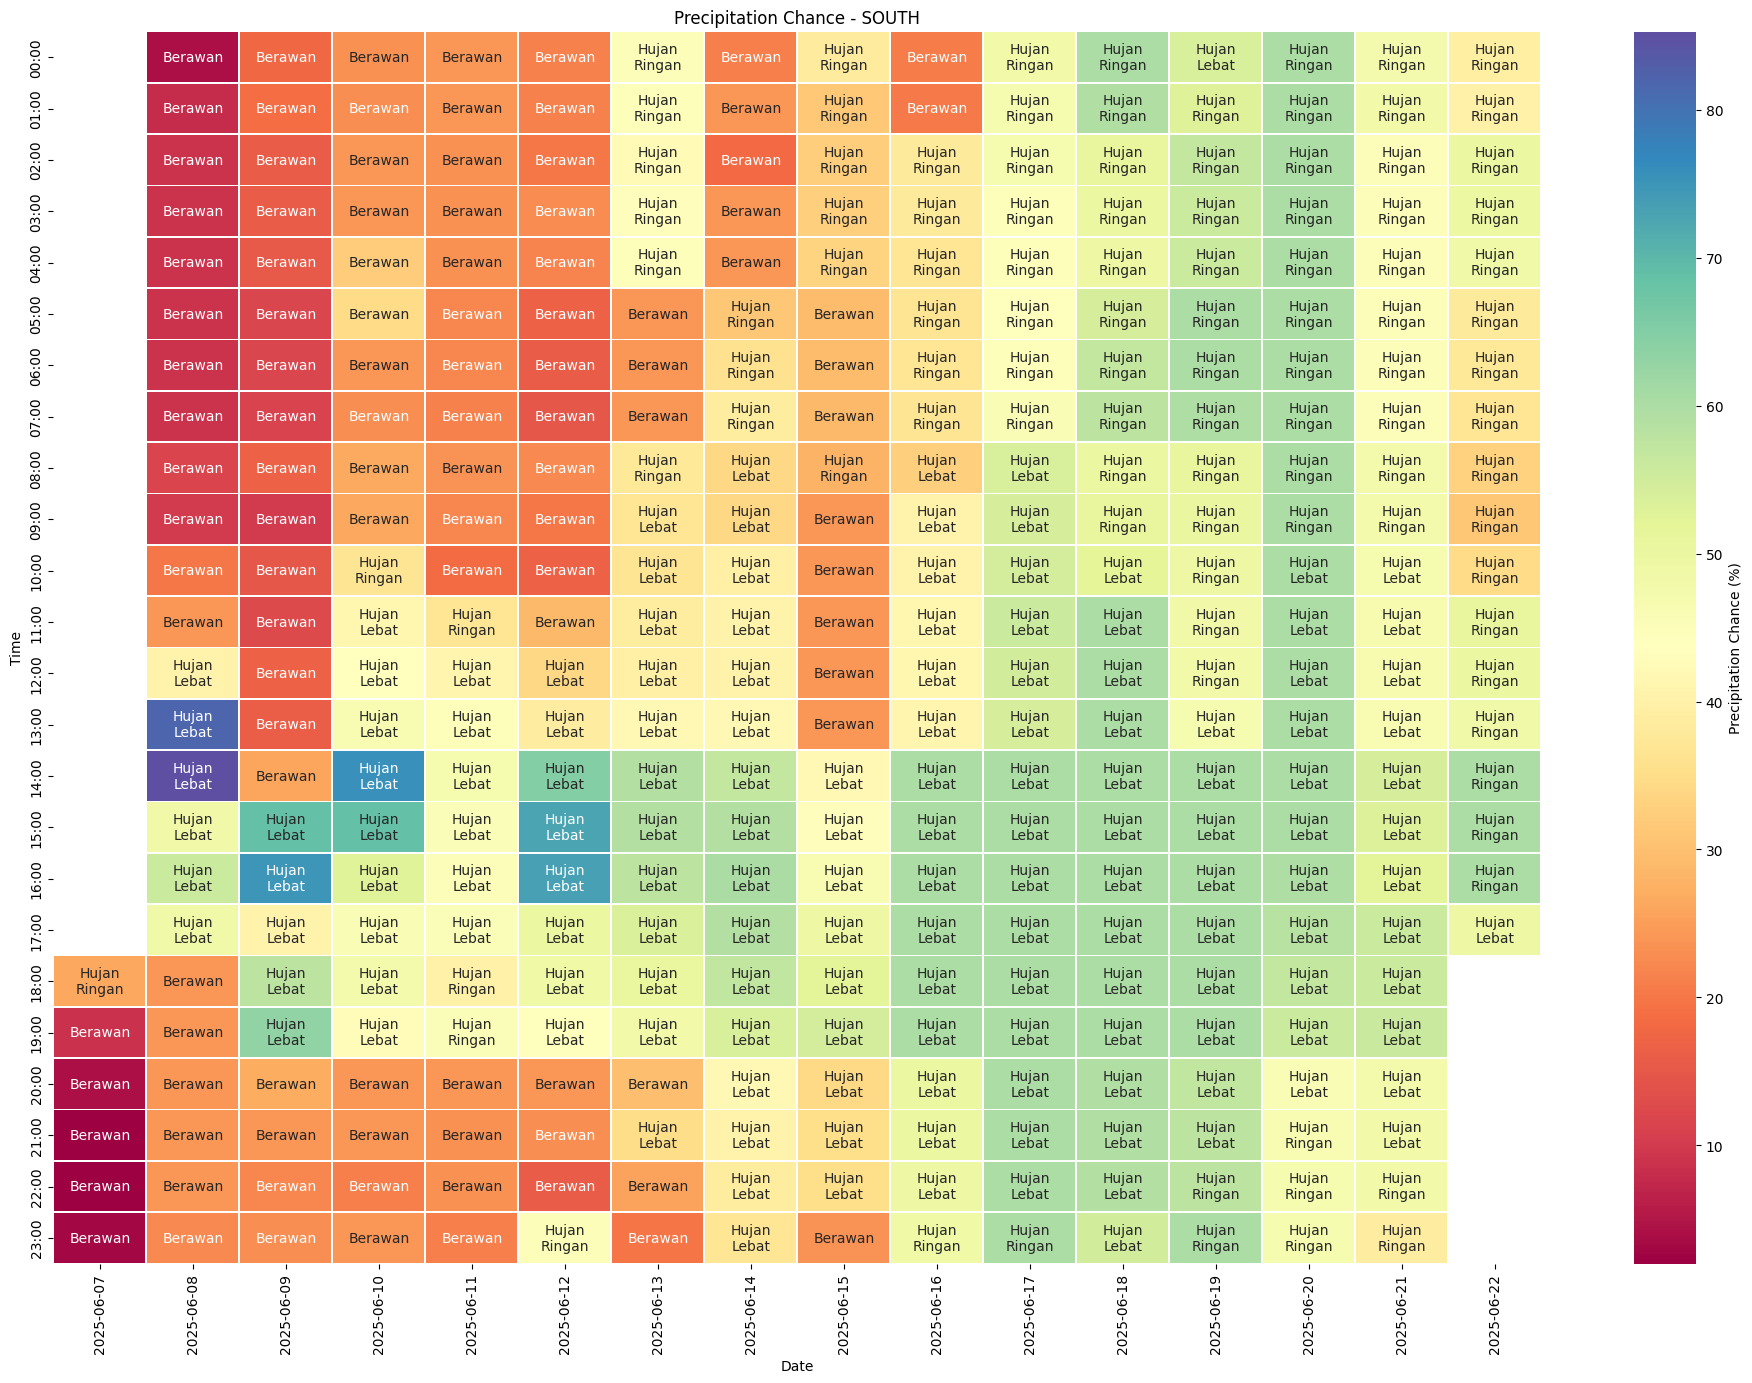 Precipitation Chance - SOUTH
Time
00:00 Berawan Berawan Berawan Berawan Berawan Hujan Ringan Berawan Hujan Ringan Berawan Hujan Ringan Hujan Ringan Hujan Lebat Hujan Ringan Hujan Ringan Hujan Ringan
01:00 Berawan Berawan Berawan Berawan Berawan Hujan Ringan Berawan Hujan Ringan Berawan Hujan Ringan Hujan Ringan Hujan Ringan Hujan Ringan Hujan Ringan Hujan Ringan
02:00 Berawan Berawan Berawan Berawan Berawan Hujan Ringan Berawan Hujan Ringan Hujan Ringan Hujan Ringan Hujan Ringan Hujan Ringan Hujan Ringan Hujan Ringan Hujan Ringan
03:00 Berawan Berawan Berawan Berawan Berawan Hujan Ringan Berawan Hujan Ringan Hujan Ringan Hujan Ringan Hujan Ringan Hujan Ringan Hujan Ringan Hujan Ringan Hujan Ringan
04:00 Berawan Berawan Berawan Berawan Berawan Hujan Ringan Berawan Hujan Ringan Hujan Ringan Hujan Ringan Hujan Ringan Hujan Ringan Hujan Ringan Hujan Ringan Hujan Ringan
05:00 Berawan Berawan Berawan Berawan Berawan Berawan Hujan Ringan Berawan Hujan Ringan Hujan Ringan Hujan Ringan Hujan Ringan Hujan Ringan Hujan Ringan Hujan Ringan
06:00 Berawan Berawan Berawan Berawan Berawan Berawan Hujan Ringan Berawan Hujan Ringan Hujan Ringan Hujan Ringan Hujan Ringan Hujan Ringan Hujan Ringan Hujan Ringan
07:00 Berawan Berawan Berawan Berawan Berawan Berawan Hujan Ringan Berawan Hujan Ringan Hujan Ringan Hujan Ringan Hujan Ringan Hujan Ringan Hujan Ringan Hujan Ringan
08:00 Berawan Berawan Berawan Berawan Berawan Hujan Ringan Hujan Lebat Hujan Ringan Hujan Lebat Hujan Lebat Hujan Ringan Hujan Ringan Hujan Ringan Hujan Ringan Hujan Ringan
09:00 Berawan Berawan Berawan Berawan Berawan Hujan Lebat Hujan Lebat Berawan Hujan Lebat Hujan Lebat Hujan Ringan Hujan Ringan Hujan Ringan Hujan Ringan Hujan Ringan
10:00 Berawan Berawan Hujan Ringan Berawan Berawan Hujan Lebat Hujan Lebat Berawan Hujan Lebat Hujan Lebat Hujan Lebat Hujan Ringan Hujan Lebat Hujan Lebat Hujan Ringan
11:00 Berawan Berawan Hujan Lebat Hujan Ringan Berawan Hujan Lebat Hujan Lebat Berawan Hujan Lebat Hujan Lebat Hujan Lebat Hujan Ringan Hujan Lebat Hujan Lebat Hujan Ringan
12:00 Hujan Lebat Berawan Hujan Lebat Hujan Lebat Hujan Lebat Hujan Lebat Hujan Lebat Berawan Hujan Lebat Hujan Lebat Hujan Lebat Hujan Ringan Hujan Lebat Hujan Lebat Hujan Ringan
13:00 Hujan Lebat Berawan Hujan Lebat Hujan Lebat Hujan Lebat Hujan Lebat Hujan Lebat Berawan Hujan Lebat Hujan Lebat Hujan Lebat Hujan Lebat Hujan Lebat Hujan Lebat Hujan Ringan
14:00 Hujan Lebat Berawan Hujan Lebat Hujan Lebat Hujan Lebat Hujan Lebat Hujan Lebat Hujan Lebat Hujan Lebat Hujan Lebat Hujan Lebat Hujan Lebat Hujan Lebat Hujan Lebat Hujan Ringan
15:00 Hujan Lebat Hujan Lebat Hujan Lebat Hujan Lebat Hujan Lebat Hujan Lebat Hujan Lebat Hujan Lebat Hujan Lebat Hujan Lebat Hujan Lebat Hujan Lebat Hujan Lebat Hujan Lebat Hujan Ringan
16:00 Hujan Lebat Hujan Lebat Hujan Lebat Hujan Lebat Hujan Lebat Hujan Lebat Hujan Lebat Hujan Lebat Hujan Lebat Hujan Lebat Hujan Lebat Hujan Lebat Hujan Lebat Hujan Lebat Hujan Ringan
17:00 Hujan Lebat Hujan Lebat Hujan Lebat Hujan Lebat Hujan Lebat Hujan Lebat Hujan Lebat Hujan Lebat Hujan Lebat Hujan Lebat Hujan Lebat Hujan Lebat Hujan Lebat Hujan Lebat Hujan Lebat
18:00 Hujan Ringan Berawan Hujan Lebat Hujan Lebat Hujan Ringan Hujan Lebat Hujan Lebat Hujan Lebat Hujan Lebat Hujan Lebat Hujan Lebat Hujan Lebat Hujan Lebat Hujan Lebat Hujan Lebat
19:00 Berawan Berawan Hujan Lebat Hujan Lebat Hujan Ringan Hujan Lebat Hujan Lebat Hujan Lebat Hujan Lebat Hujan Lebat Hujan Lebat Hujan Lebat Hujan Lebat Hujan Lebat Hujan Lebat
20:00 Berawan Berawan Berawan Berawan Berawan Berawan Berawan Hujan Lebat Hujan Lebat Hujan Lebat Hujan Lebat Hujan Lebat Hujan Lebat Hujan Lebat Hujan Lebat
21:00 Berawan Berawan Berawan Berawan Berawan Berawan Hujan Lebat Hujan Lebat Hujan Lebat Hujan Lebat Hujan Lebat Hujan Lebat Hujan Lebat Hujan Ringan Hujan Lebat
22:00 Berawan Berawan Berawan Berawan Berawan Berawan Berawan Hujan Lebat Hujan Lebat Hujan Lebat Hujan Lebat Hujan Lebat Hujan Ringan Hujan Ringan Hujan Ringan
23:00 Berawan Berawan Berawan Berawan Berawan Hujan Ringan Berawan Hujan Lebat Berawan Hujan Ringan Hujan Ringan Hujan Lebat Hujan Ringan Hujan Ringan Hujan Ringan
2025-06-07 2025-06-08 2025-06-09 2025-06-10 2025-06-11 2025-06-12 2025-06-13 2025-06-14 2025-06-15 2025-06-16 2025-06-17 2025-06-18 2025-06-19 2025-06-20 2025-06-21 2025-06-22
Date
80
70
60
50
40
30
20
10
Precipitation Chance (%)